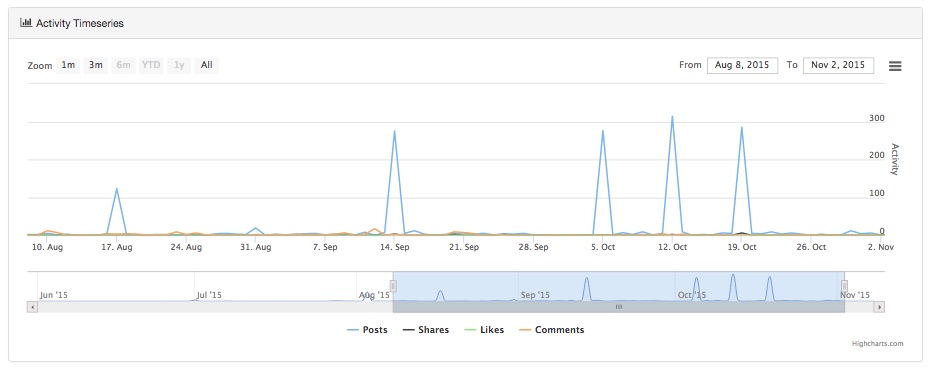 Activity Timeseries
Zoom 1m 3m 6m YTD 1y All From Aug 8, 2015 To Nov 2, 2015
300
200
100
0
Activity
10. Aug 17. Aug 24. Aug 31. Aug 7. Sep 14. Sep 21. Sep 28. Sep 5. Oct 12. Oct 19. Oct 26. Oct 2. Nov
Jun '15 Jul '15 Aug '15 Sep '15 Oct '15 Nov '15
Posts Shares Likes Comments
Highcharts.com